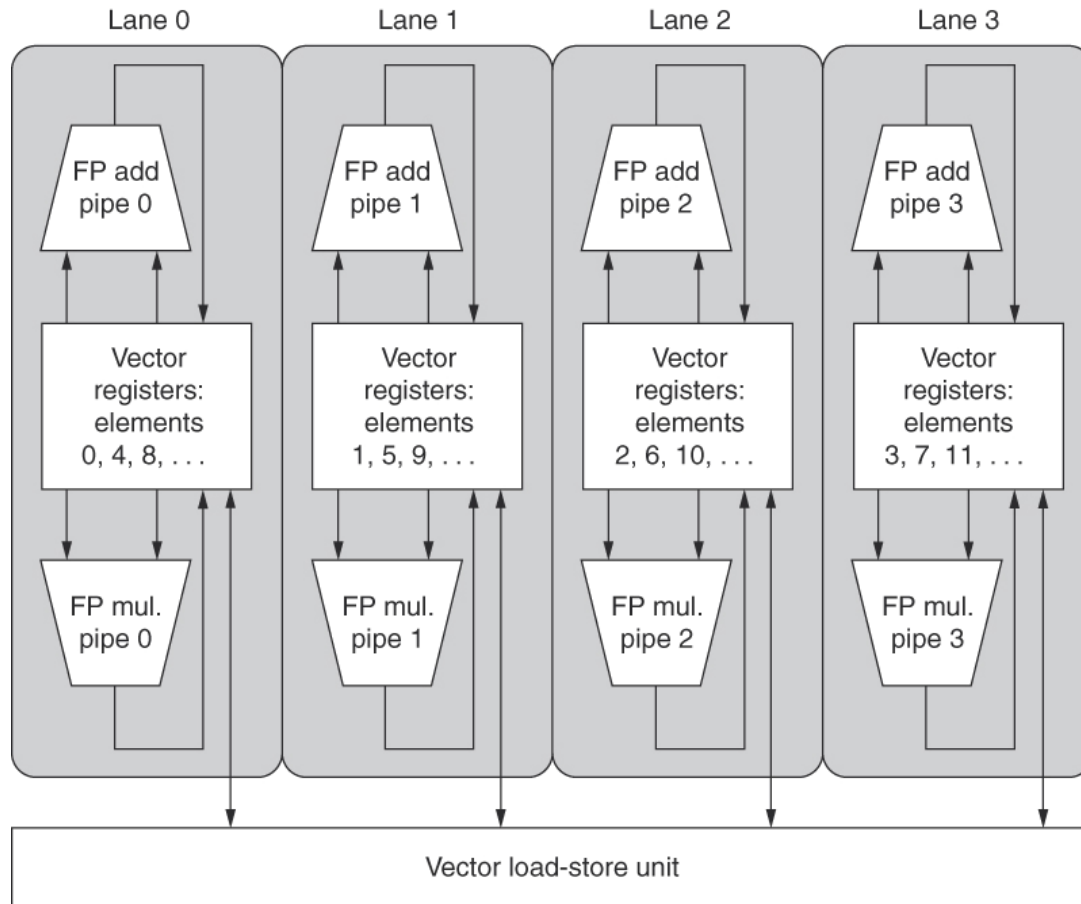 Lane 0
Lane 1
Lane 2
Lane 3
FP add
pipe 0
FP add
pipe 1
FP add
pipe 2
FP add
pipe 3
Vector
registers:
elements
0, 4, 8, . . .
Vector
registers:
elements
1, 5, 9, . . .
Vector
registers:
elements
2, 6, 10, . . .
Vector
registers:
elements
3, 7, 11, . . .
FP mul.
pipe 0
FP mul.
pipe 1
FP mul.
pipe 2
FP mul.
pipe 3
Vector load-store unit